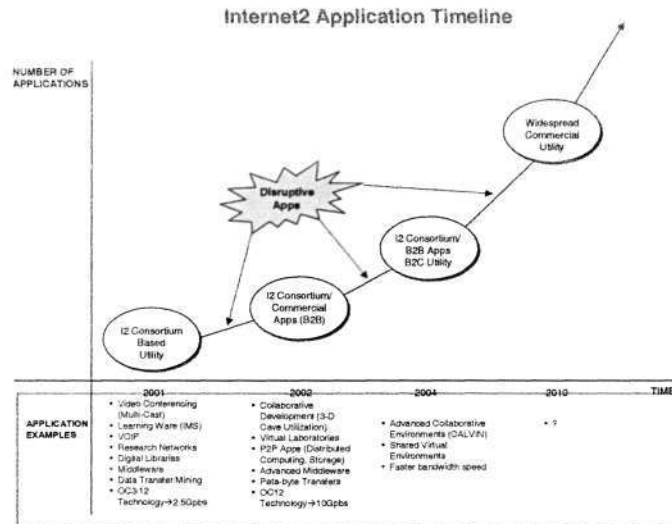 Internet2 Application Timeline
NUMBER OF
APPLICATIONS
Widespread
Commercial
Utility
Disruptive
Apps
I2 Consortium/
B2B Apps
B2C Utility
I2 Consortium/
Commercial
Apps (B2B)
I2 Consortium
Based
Utility
2001
2002
2004
2010
TIME
APPLICATION
EXAMPLES
• Video Conferencing
(Multi-Cast)
• Learning Ware (IMS)
• VOIP
• Research Networks
• Digital Libraries
• Middleware
• Data Transfer Mining
• OC3-12
Technology→2.5Gpbs
• Collaborative
Development (3-D
Cave Utilization)
• Virtual Laboratories
• P2P Apps (Distributed
Computing, Storage)
• Advanced Middleware
• Peta-byte Transfers
• OC12
Technology→10Gpbs
• Advanced Collaborative
Environments (CALVIN)
• Shared Virtual
Environments
• Faster bandwidth speed
• ?